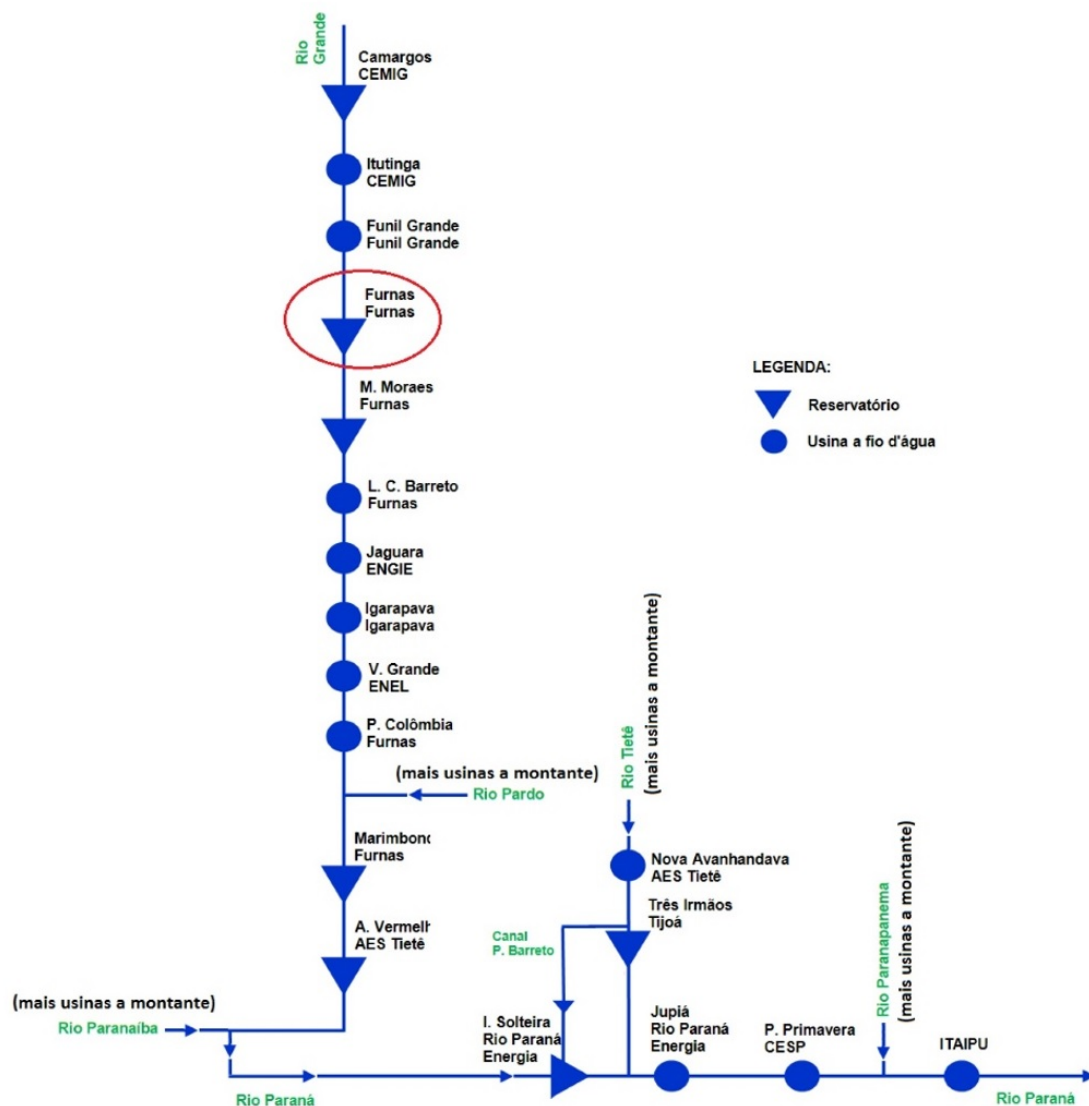 Rio
Grande
Camargos
CEMIG
Itutinga
CEMIG
Funil Grande
Funil Grande
Furnas
Furnas
M. Moraes
Furnas
LEGENDA:
Reservatório
Usina a fio d'água
L. C. Barreto
Furnas
Jaguara
ENGIE
Igarapava
Igarapava
V. Grande
ENEL
P. Colômbia
Furnas
(mais usinas a montante)
Rio Pardo
Rio Tietê
(mais usinas a montante)
Marimbond
Furnas
Nova Avanhandava
AES Tietê
A. Vermelh
AES Tietê
Três Irmãos
Tijoá
Canal
P. Barreto
Rio Paranapanema
(mais usinas a montante)
(mais usinas a montante)
Rio Paranaíba
I. Solteira
Rio Paraná
Energia
Jupiá
Rio Paraná
Energia
P. Primavera
CESP
ITAIPU
Rio Paraná
Rio Paraná